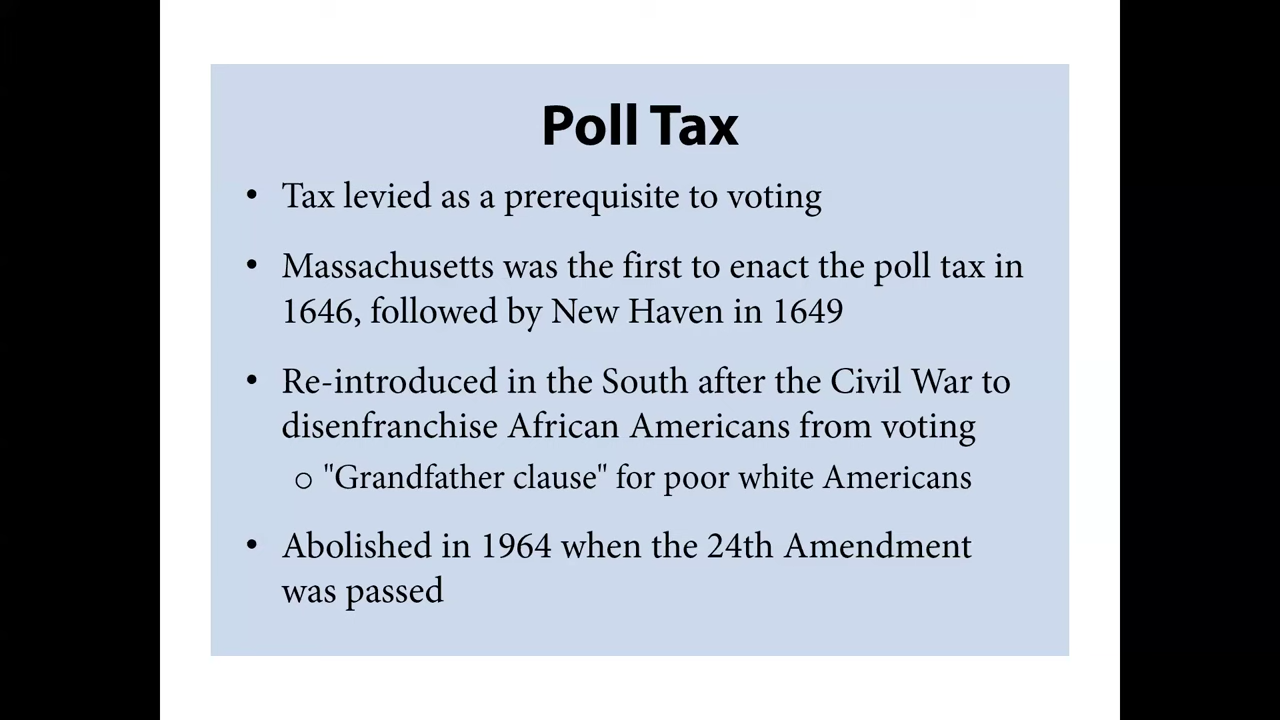 Poll Tax
• Tax levied as a prerequisite to voting
• Massachusetts was the first to enact the poll tax in
1646, followed by New Haven in 1649
• Re-introduced in the South after the Civil War to
disenfranchise African Americans from voting
o "Grandfather clause" for poor white Americans
• Abolished in 1964 when the 24th Amendment
was passed